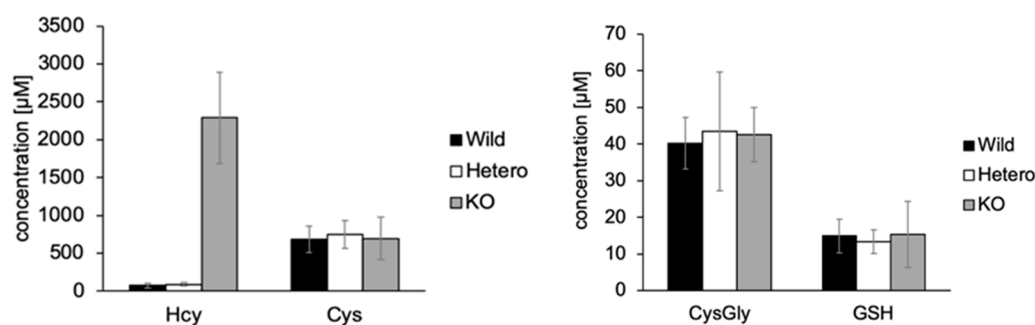 concentration [µM]
3500
3000
2500
2000
1500
1000
500
0
Hcy
Cys
Wild
Hetero
KO
concentration [µM]
70
60
50
40
30
20
10
0
CysGly
GSH
Wild
Hetero
KO